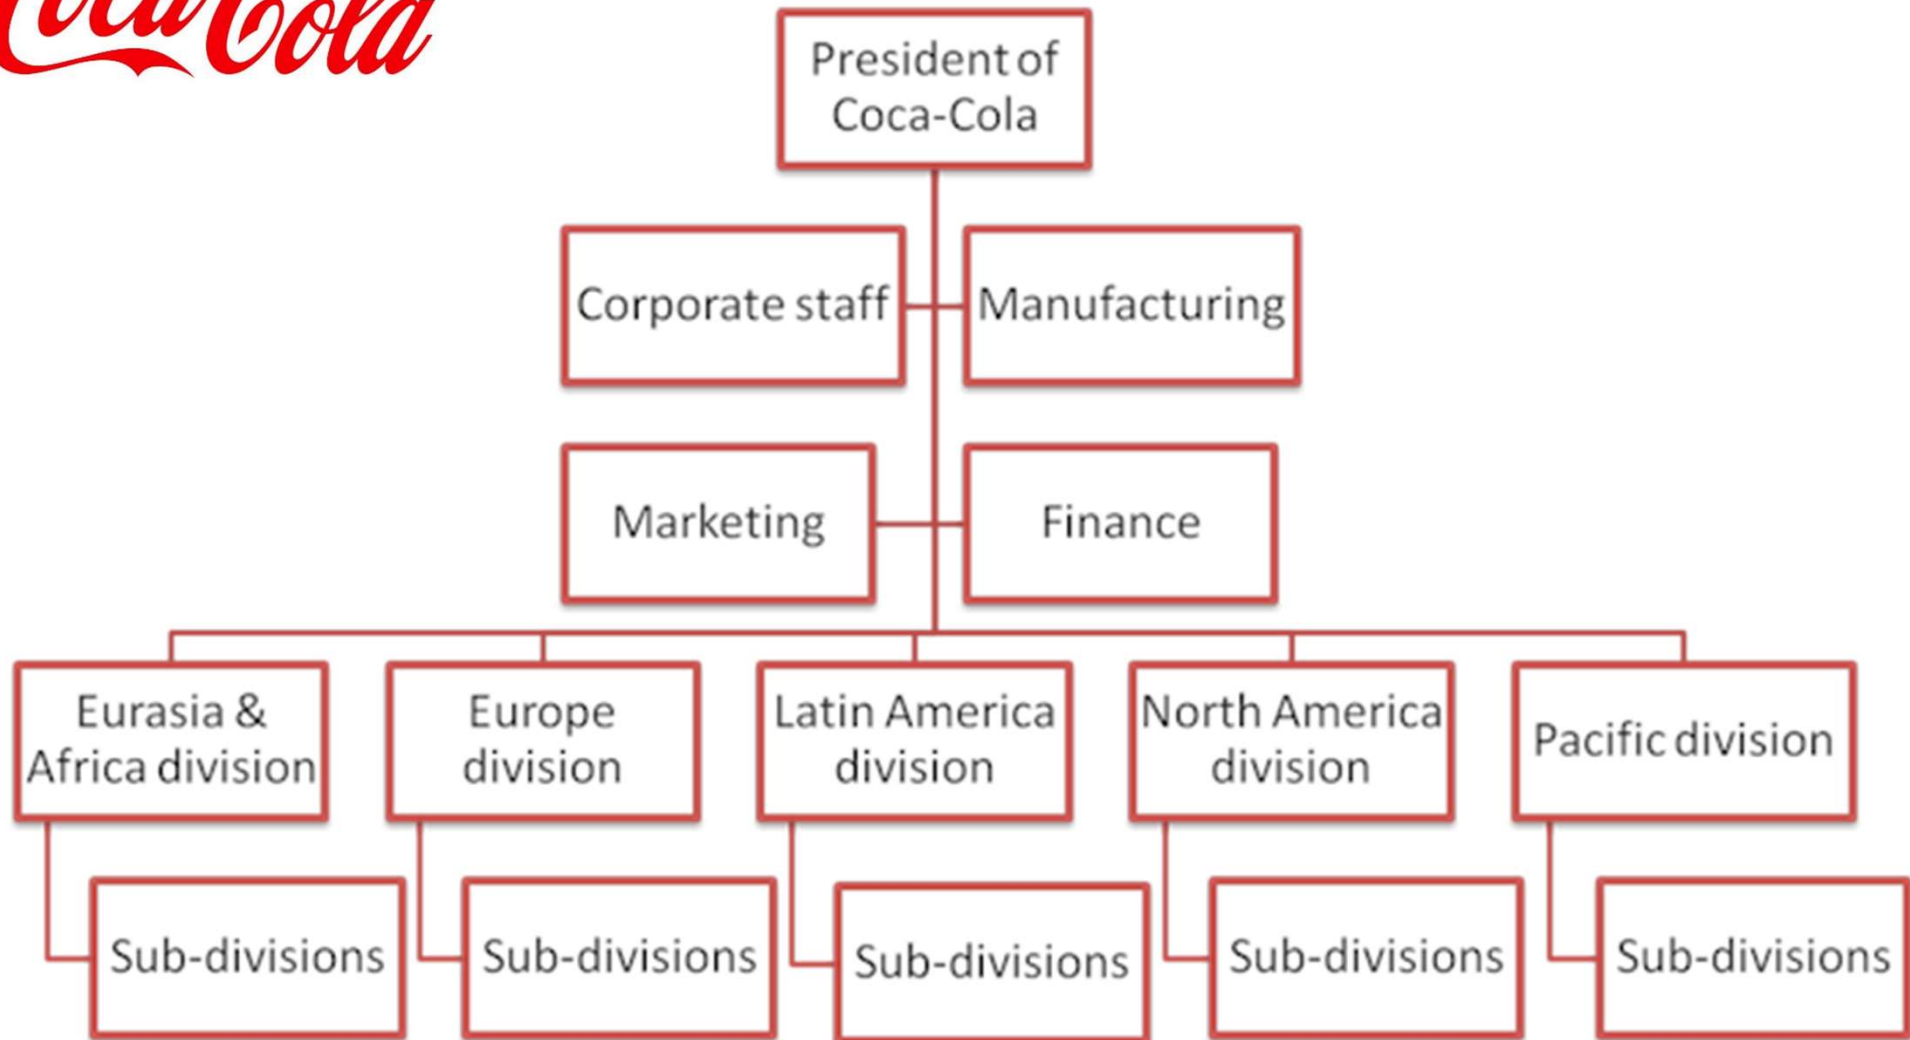 Coca-Cola
President of
Coca-Cola
Corporate staff
Manufacturing
Marketing
Finance
Eurasia &
Africa division
Europe
division
Latin America
division
North America
division
Pacific division
Sub-divisions
Sub-divisions
Sub-divisions
Sub-divisions
Sub-divisions